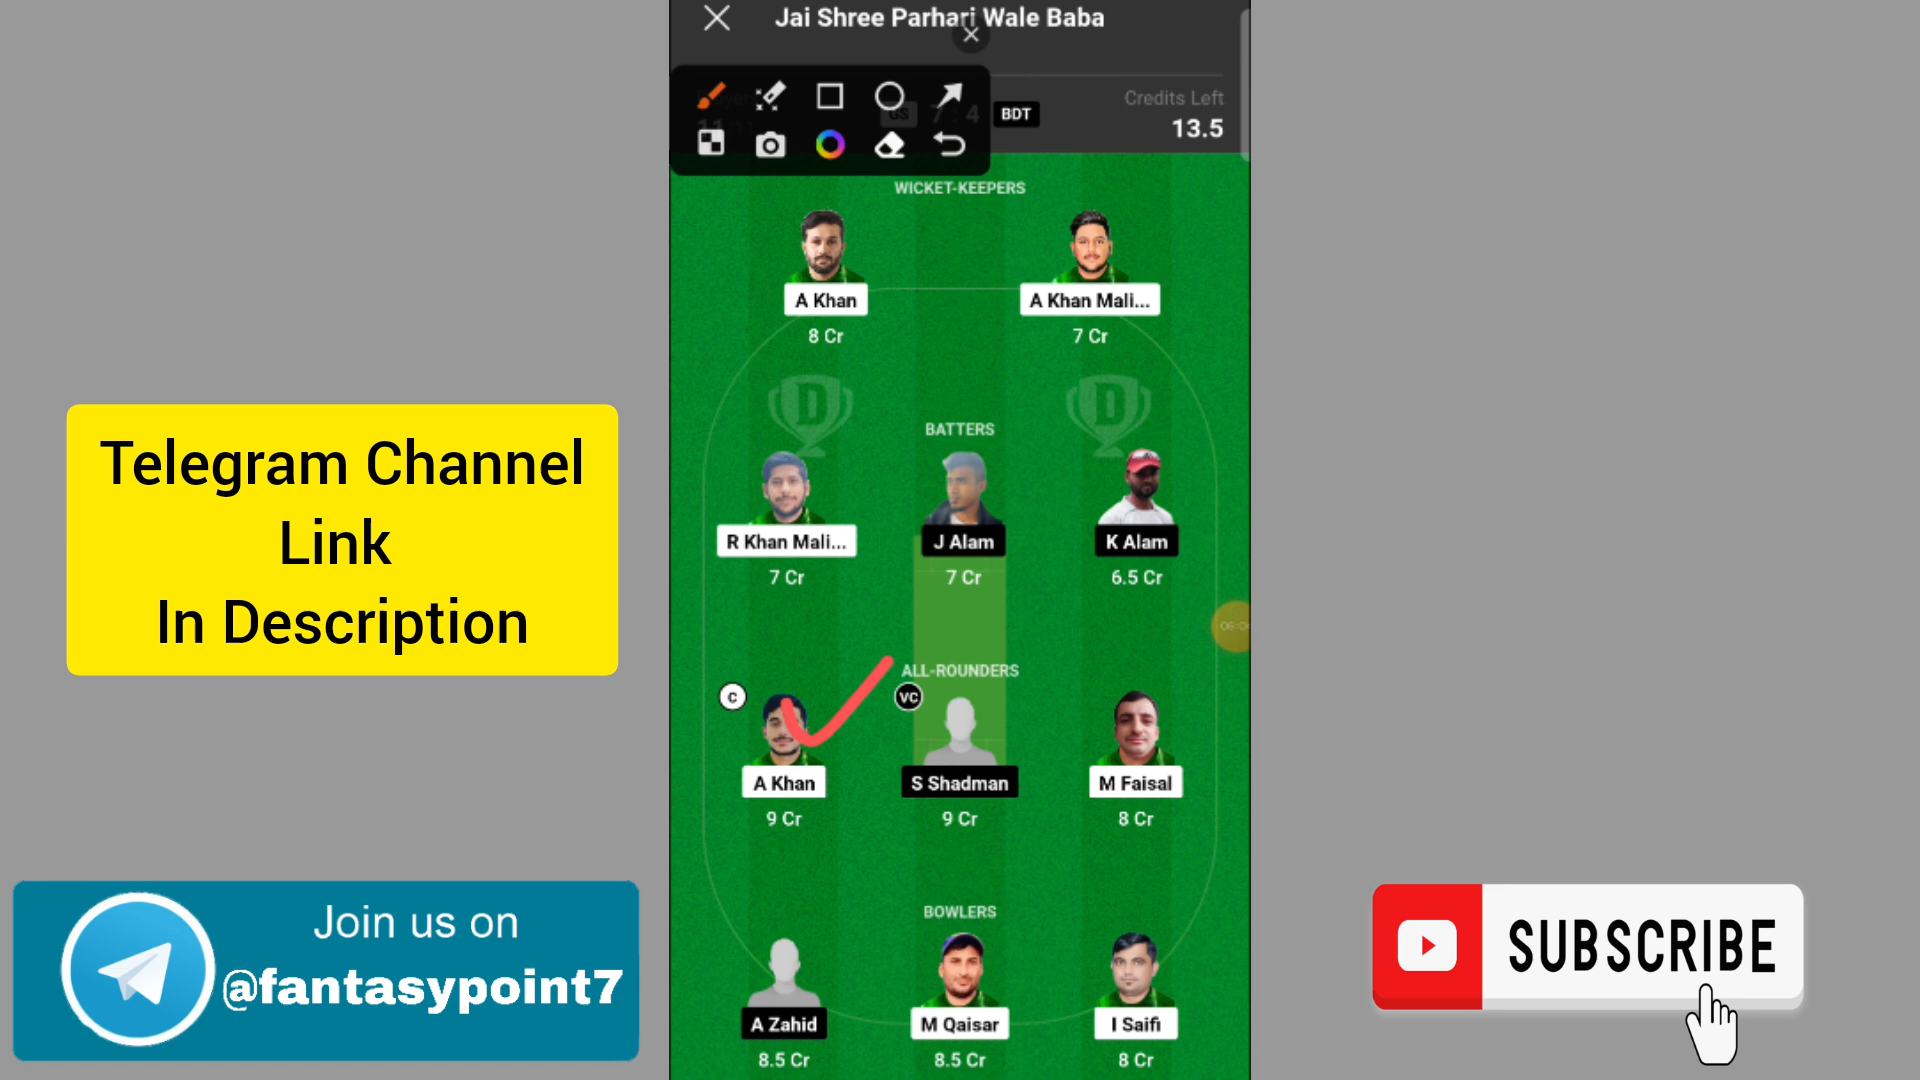 Jai Shree Parhari Wale Baba
Credits Left
GS 7 : 4 BDT
13.5
WICKET-KEEPERS
A Khan
A Khan Mali...
8 Cr
7 Cr
BATTERS
R Khan Mali...
J Alam
K Alam
7 Cr
7 Cr
6.5 Cr
ALL-ROUNDERS
C
VC
A Khan
S Shadman
M Faisal
9 Cr
9 Cr
8 Cr
BOWLERS
A Zahid
M Qaisar
I Saifi
8.5 Cr
8.5 Cr
8 Cr
Telegram Channel
Link
In Description
Join us on
@fantasypoint7
SUBSCRIBE